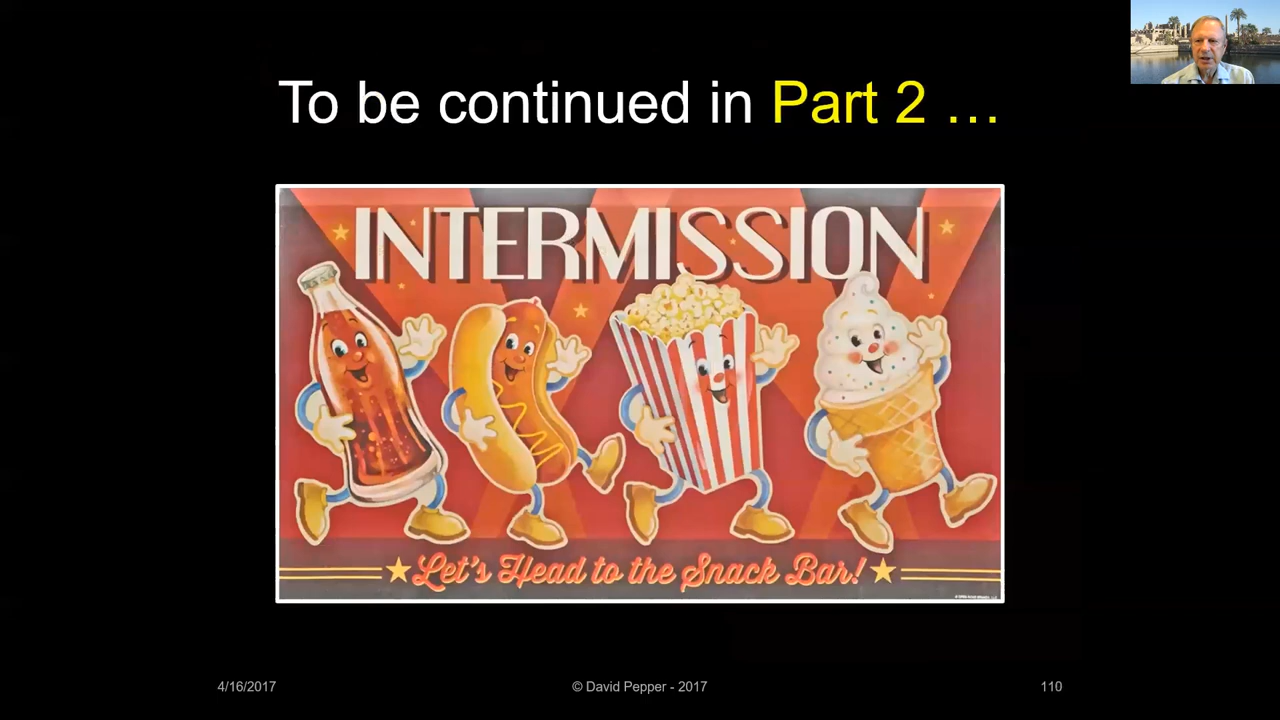 To be continued in Part 2 …
INTERMISSION
Let's Head to the Snack Bar!
4/16/2017
© David Pepper - 2017
110